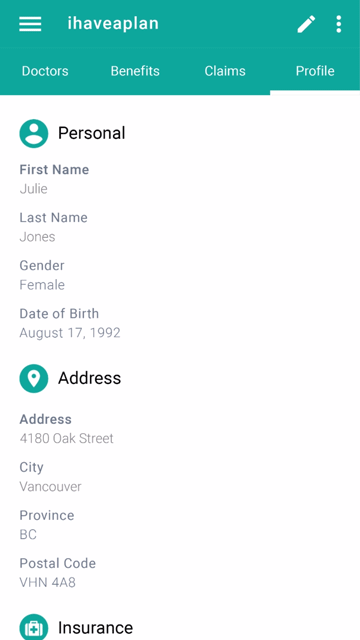 ihaveaplan
Doctors Benefits Claims Profile
Personal
First Name
Julie
Last Name
Jones
Gender
Female
Date of Birth
August 17, 1992
Address
Address
4180 Oak Street
City
Vancouver
Province
BC
Postal Code
VHN 4A8
Insurance